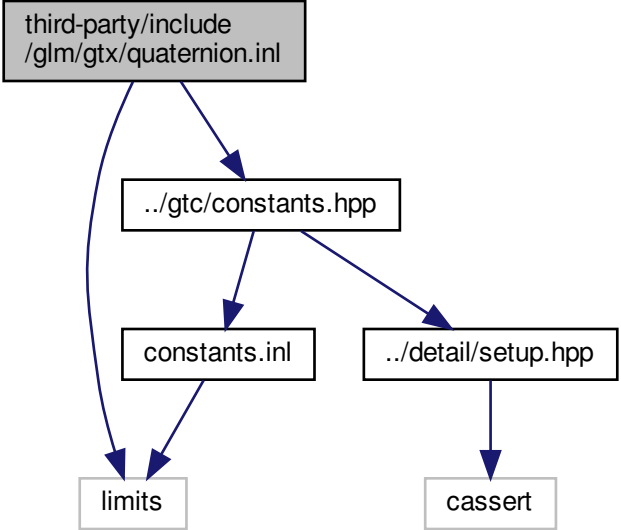 third-party/include
/glm/gtx/quaternion.inl
../gtc/constants.hpp
constants.inl
../detail/setup.hpp
limits
cassert